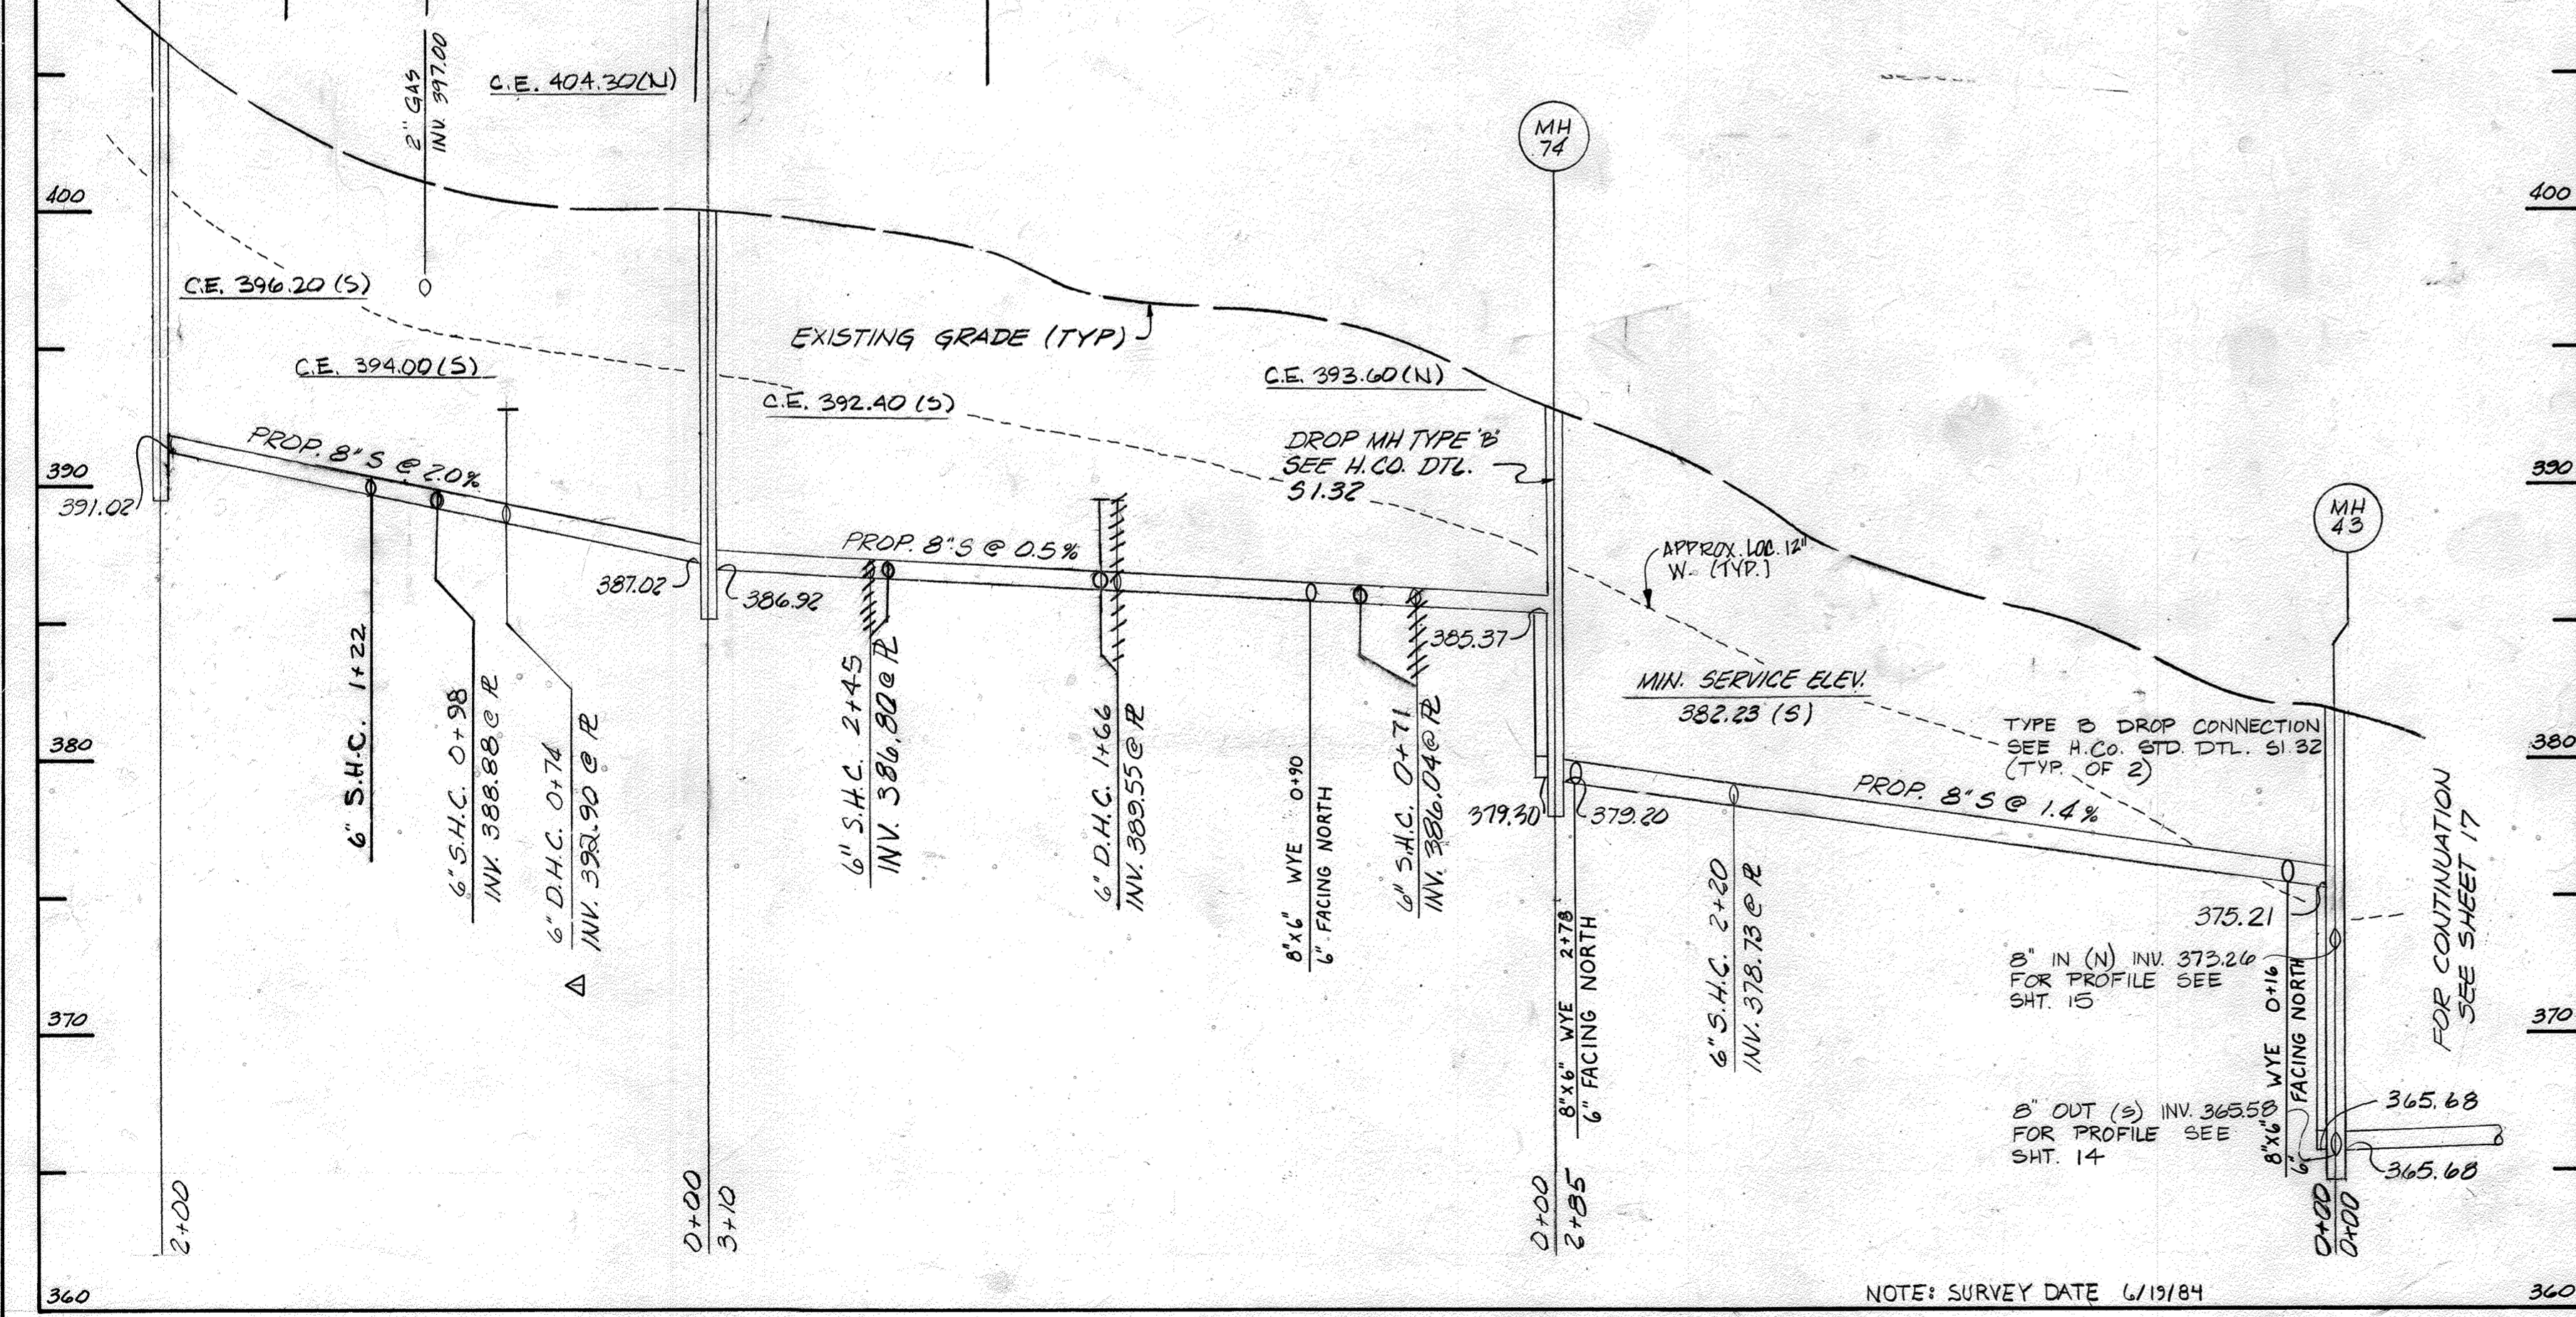 2" GAS
INV. 397.00
C.E. 404.30(N)
MH
74
400
400
C.E. 396.20 (S)
EXISTING GRADE (TYP)
C.E. 394.00(S)
C.E. 392.40 (S)
C.E. 393.60(N)
DROP MH TYPE 'B'
SEE H.CO. DTL.
S1.32
PROP. 8" S @ 2.0%
390
390
391.02
MH
43
PROP. 8" S @ 0.5%
APPROX. LOC. 12"
W. (TYP.)
387.02
386.92
385.37
MIN. SERVICE ELEV.
382.23 (S)
TYPE B DROP CONNECTION
SEE H.CO. STD. DTL. S1.32
(TYP. OF 2)
380
380
6" S.H.C. 1+22
6" S.H.C. 0+98
INV. 388.88 @ PL
6" D.H.C. 0+74
INV. 392.90 @ PL
6" S.H.C. 2+45
INV. 386.80 @ PL
6" D.H.C. 1+66
INV. 389.55 @ PL
8"x6" WYE 0+90
6" FACING NORTH
6" S.H.C. 0+71
INV. 386.04 @ PL
379.30
379.20
PROP. 8" S @ 1.4%
8"x6" WYE 2+78
6" FACING NORTH
6" S.H.C. 2+20
INV. 378.73 @ PL
375.21
8" IN (N) INV. 373.26
FOR PROFILE SEE
SHT. 15
FOR CONTINUATION
SEE SHEET 17
370
370
8"x6" WYE 0+16
6" FACING NORTH
8" OUT (S) INV. 365.58
FOR PROFILE SEE
SHT. 14
365.68
365.68
2+00
0+00
3+10
0+00
2+85
0+00
0+00
360
NOTE: SURVEY DATE 6/19/84
360